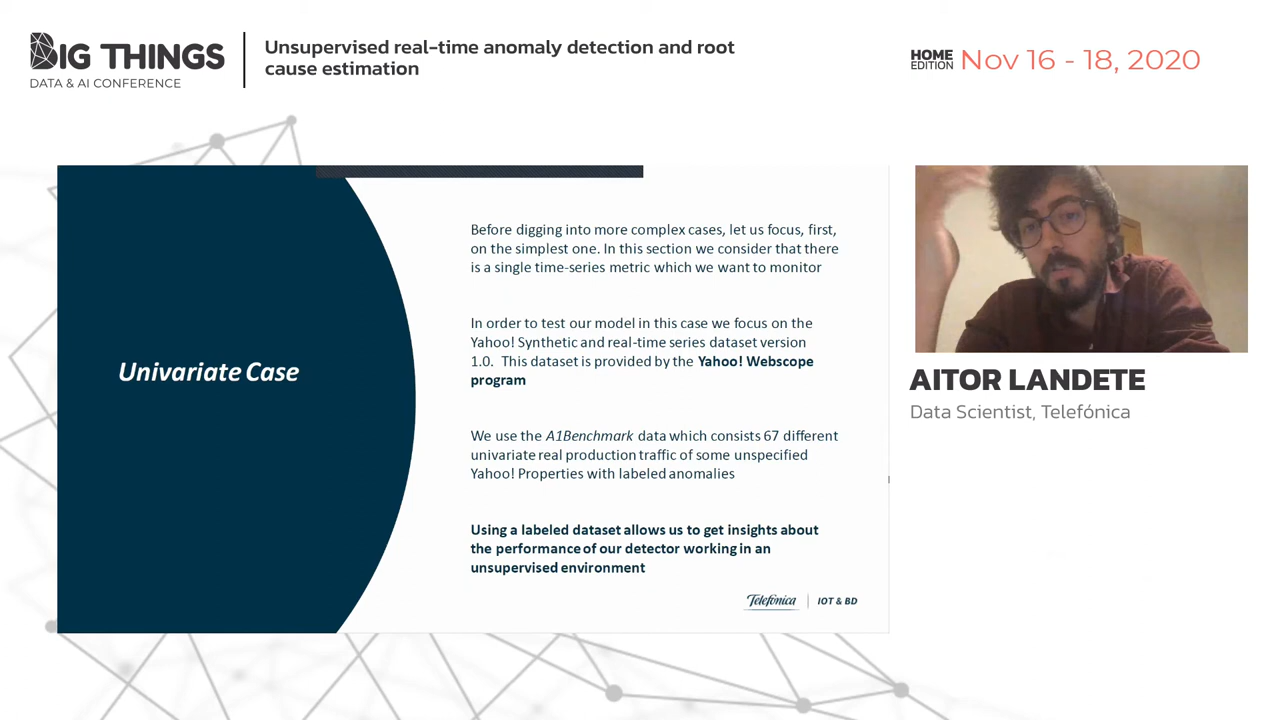 BIG THINGS
DATA & AI CONFERENCE
Unsupervised real-time anomaly detection and root
cause estimation
HOME
EDITION
Nov 16 - 18, 2020
Univariate Case
Before digging into more complex cases, let us focus, first,
on the simplest one. In this section we consider that there
is a single time-series metric which we want to monitor
In order to test our model in this case we focus on the
Yahoo! Synthetic and real-time series dataset version
1.0. This dataset is provided by the Yahoo! Webscope
program
We use the A1Benchmark data which consists 67 different
univariate real production traffic of some unspecified
Yahoo! Properties with labeled anomalies
Using a labeled dataset allows us to get insights about
the performance of our detector working in an
unsupervised environment
Telefónica
IOT & BD
AITOR LANDETE
Data Scientist, Telefónica